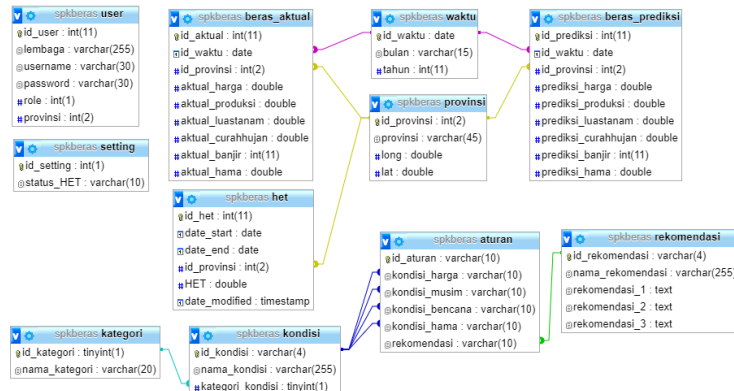 spkberas user
id_user : int(11)
lembaga : varchar(255)
username : varchar(30)
password : varchar(30)
role : int(1)
provinsi : int(2)
spkberas setting
id_setting : int(1)
status_HET : varchar(10)
spkberas beras_aktual
id_aktual : int(11)
id_waktu : date
id_provinsi : int(2)
aktual_harga : double
aktual_produksi : double
aktual_luastanam : double
aktual_curahhujan : double
aktual_banjir : int(11)
aktual_hama : double
spkberas waktu
id_waktu : date
bulan : varchar(15)
tahun : int(11)
spkberas provinsi
id_provinsi : int(2)
provinsi : varchar(45)
long : double
lat : double
spkberas beras_prediksi
id_prediksi : int(11)
id_waktu : date
id_provinsi : int(2)
prediksi_harga : double
prediksi_produksi : double
prediksi_luastanam : double
prediksi_curahhujan : double
prediksi_banjir : int(11)
prediksi_hama : double
spkberas het
id_het : int(11)
date_start : date
date_end : date
id_provinsi : int(2)
HET : double
date_modified : timestamp
spkberas aturan
id_aturan : varchar(10)
kondisi_harga : varchar(10)
kondisi_musim : varchar(10)
kondisi_bencana : varchar(10)
kondisi_hama : varchar(10)
rekomendasi : varchar(10)
spkberas rekomendasi
id_rekomendasi : varchar(4)
nama_rekomendasi : varchar(255)
rekomendasi_1 : text
rekomendasi_2 : text
rekomendasi_3 : text
spkberas kategori
id_kategori : tinyint(1)
nama_kategori : varchar(20)
spkberas kondisi
id_kondisi : varchar(4)
nama_kondisi : varchar(255)
kategori_kondisi : tinyint(1)